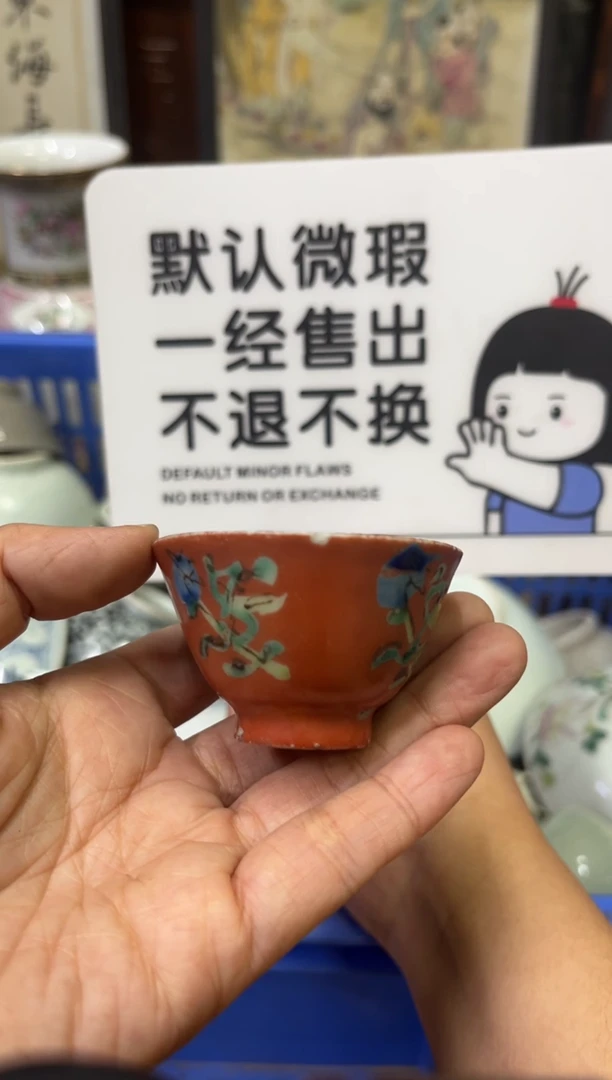 默认微瑕
一经售出
不退不换
DEFAULT MINOR FLAWS
NO RETURN OR EXCHANGE